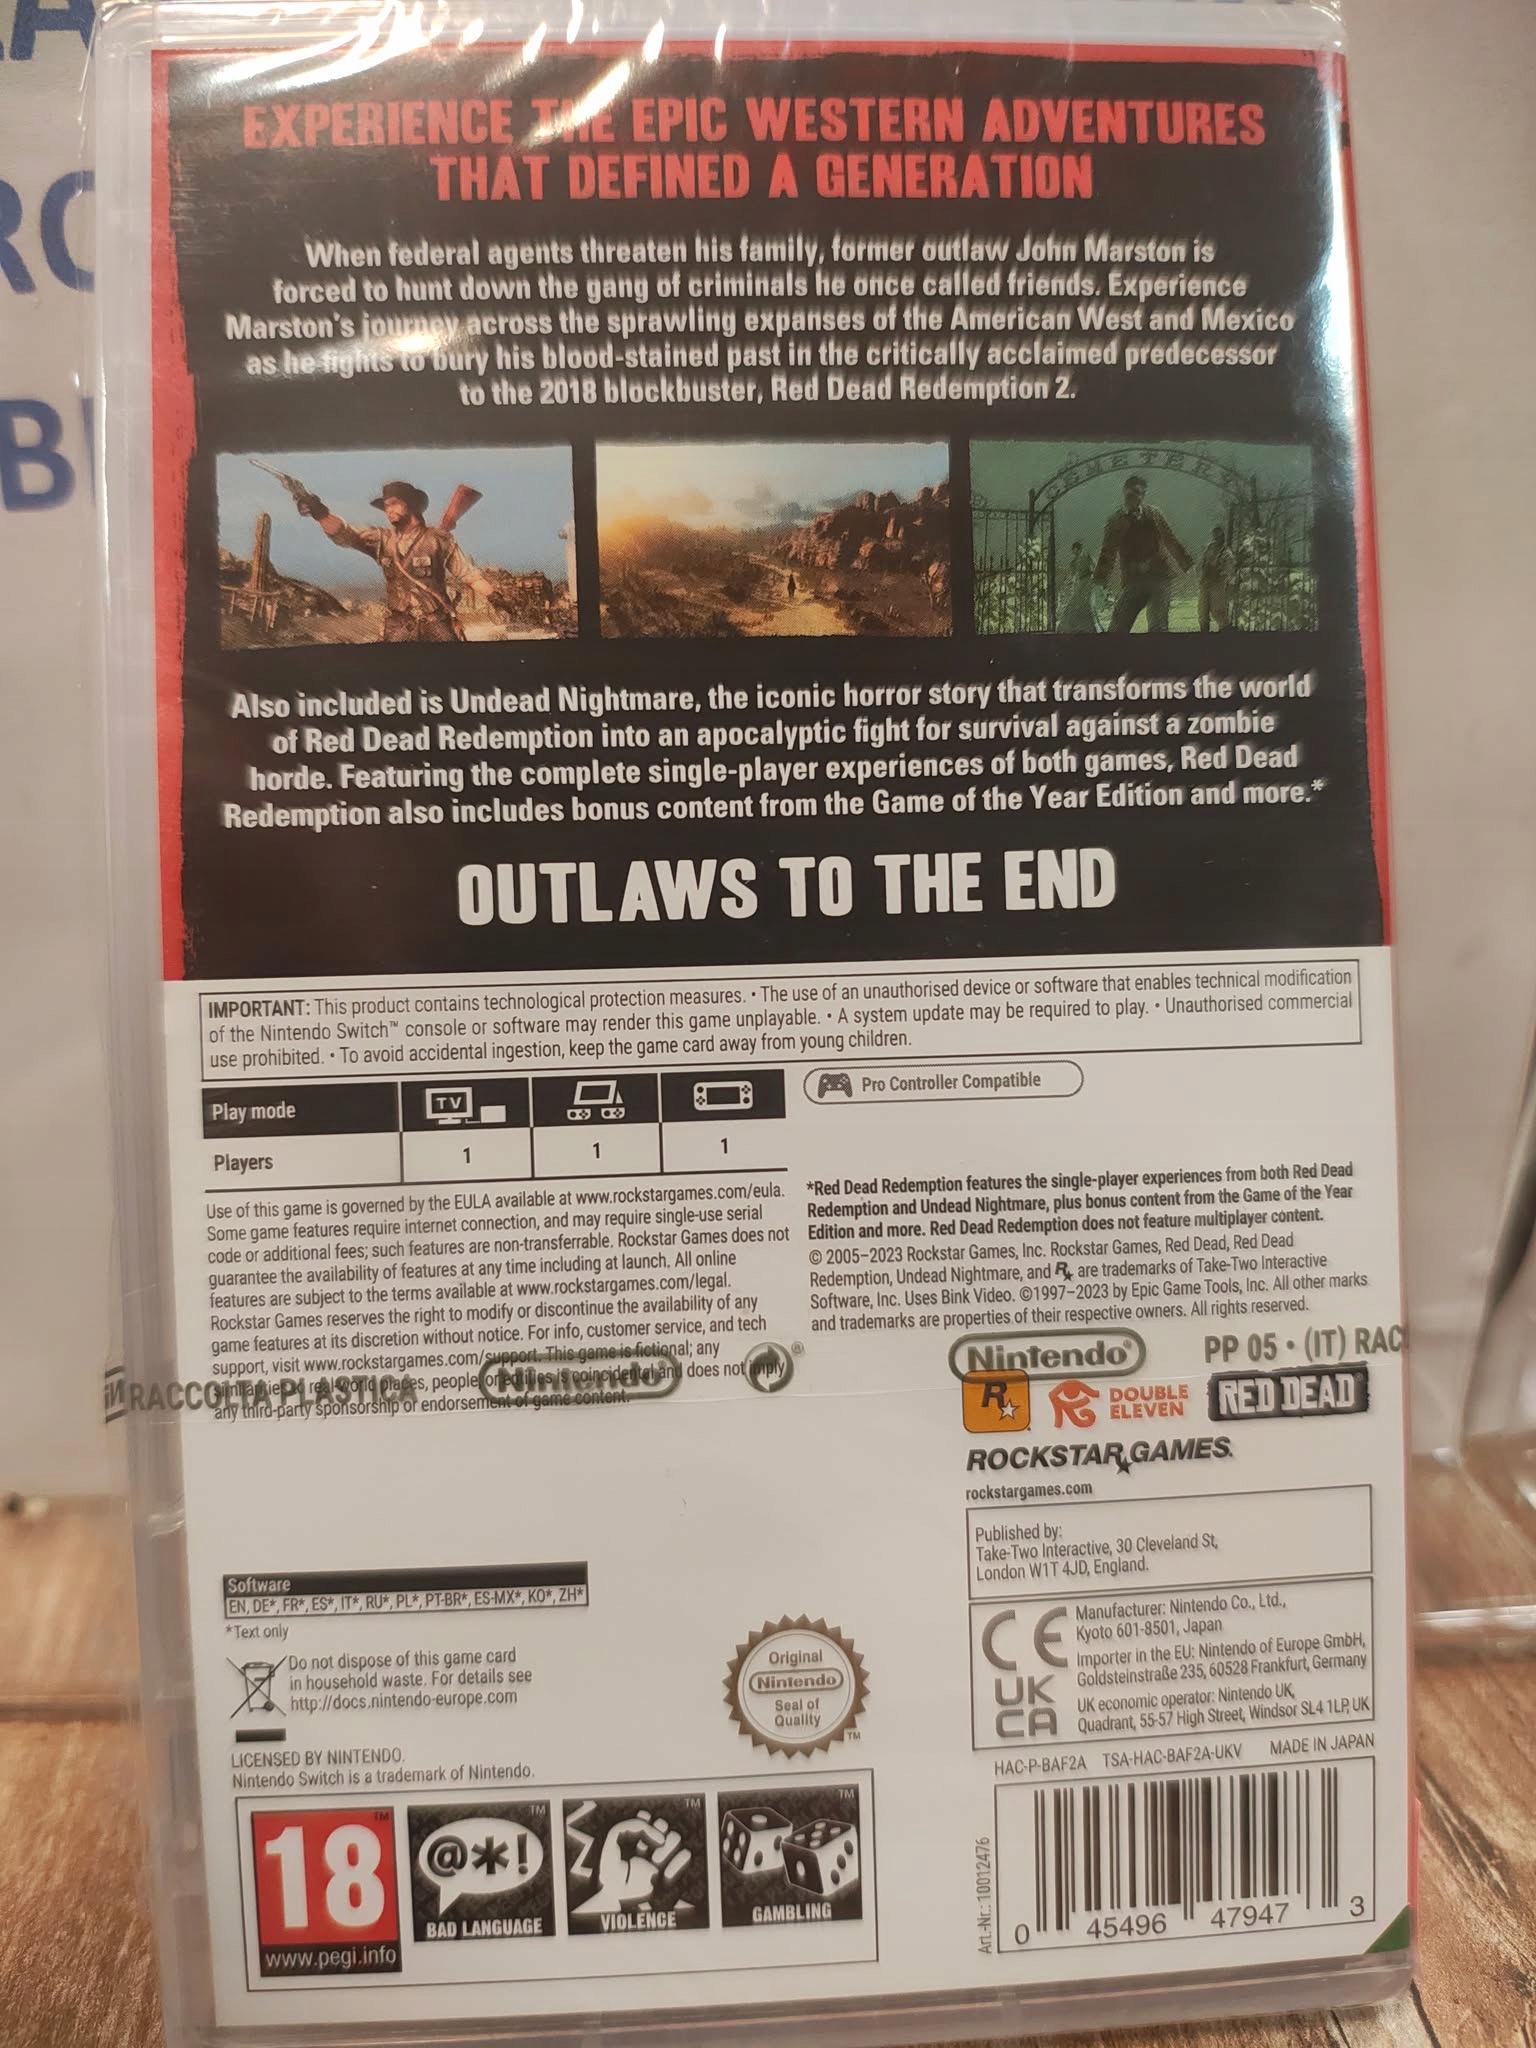 EXPERIENCE THE EPIC WESTERN ADVENTURES
THAT DEFINED A GENERATION
When federal agents threaten his family, former outlaw John Marston is
forced to hunt down the gang of criminals he once called friends. Experience
Marston's journey across the sprawling expanses of the American West and Mexico
as he fights to bury his blood-stained past in the critically acclaimed predecessor
to the 2018 blockbuster, Red Dead Redemption 2.
CEMETERY
Also included is Undead Nightmare, the iconic horror story that transforms the world
of Red Dead Redemption into an apocalyptic fight for survival against a zombie
horde. Featuring the complete single-player experiences of both games, Red Dead
Redemption also includes bonus content from the Game of the Year Edition and more.*
OUTLAWS TO THE END
IMPORTANT: This product contains technological protection measures. • The use of an unauthorised device or software that enables technical modification
of the Nintendo Switch™ console or software may render this game unplayable. • A system update may be required to play. • Unauthorised commercial
use prohibited. • To avoid accidental ingestion, keep the game card away from young children.
Play mode TV
Players 1 1 1
Pro Controller Compatible
Use of this game is governed by the EULA available at www.rockstargames.com/eula.
Some game features require internet connection, and may require single-use serial
code or additional fees; such features are non-transferrable. Rockstar Games does not
guarantee the availability of features at any time including at launch. All online
features are subject to the terms available at www.rockstargames.com/legal.
Rockstar Games reserves the right to modify or discontinue the availability of any
game features at its discretion without notice. For info, customer service, and tech
support, visit www.rockstargames.com/support. This game is fictional; any
similarities to real-world places, people or entities is coincidental and does not imply
any third-party sponsorship or endorsement of game content.
*Red Dead Redemption features the single-player experiences from both Red Dead
Redemption and Undead Nightmare, plus bonus content from the Game of the Year
Edition and more. Red Dead Redemption does not feature multiplayer content.
© 2005–2023 Rockstar Games, Inc. Rockstar Games, Red Dead, Red Dead
Redemption, Undead Nightmare, and R★ are trademarks of Take-Two Interactive
Software, Inc. Uses Bink Video. ©1997–2023 by Epic Game Tools, Inc. All other marks
and trademarks are properties of their respective owners. All rights reserved.
RACCOLTA PLASTICA Nintendo ®
Nintendo PP 05 • (IT) RAC
R★ DOUBLE
ELEVEN
RED DEAD
ROCKSTAR GAMES.
rockstargames.com
Published by:
Take-Two Interactive, 30 Cleveland St,
London W1T 4JD, England.
Software
EN, DE*, FR*, ES*, IT*, RU*, PL*, PT-BR*, ES-MX*, KO*, ZH*
*Text only
Do not dispose of this game card
in household waste. For details see
http://docs.nintendo-europe.com
Original
Nintendo
Seal of
Quality
TM
CE
UK
CA
Manufacturer: Nintendo Co., Ltd.,
Kyoto 601-8501, Japan
Importer in the EU: Nintendo of Europe GmbH,
Goldsteinstraße 235, 60528 Frankfurt, Germany
UK economic operator: Nintendo UK,
Quadrant, 55-57 High Street, Windsor SL4 1LP, UK
LICENSED BY NINTENDO.
Nintendo Switch is a trademark of Nintendo.
HAC-P-BAF2A TSA-HAC-BAF2A-UKV MADE IN JAPAN
18 TM
www.pegi.info
@*! TM
BAD LANGUAGE
TM
VIOLENCE
TM
GAMBLING
Art.-Nr.: 10012476
0 45496 47947 3